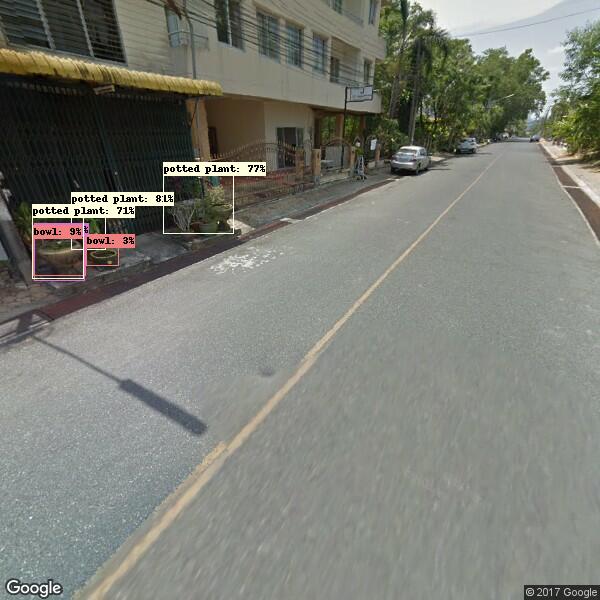 potted plant: 77%
potted plant: 81%
potted plant: 71%
bowl: 9%
%
bowl: 3%
Google
© 2017 Google